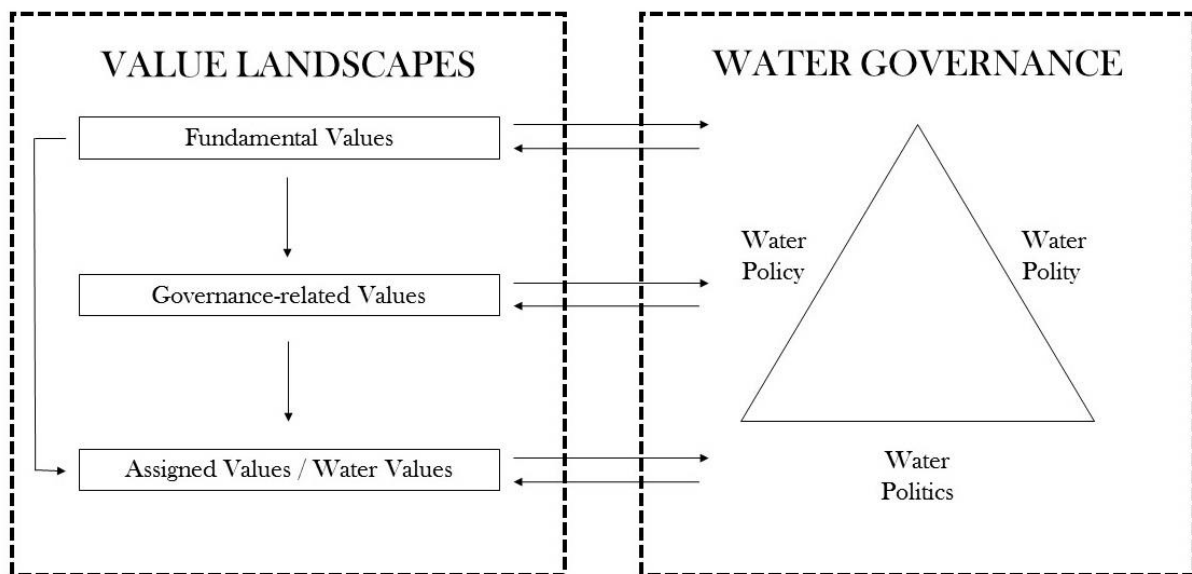 VALUE LANDSCAPES
Fundamental Values
Governance-related Values
Assigned Values / Water Values
WATER GOVERNANCE
Water
Policy
Water
Polity
Water
Politics